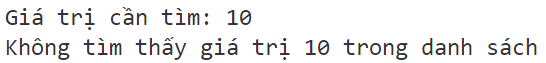 Giá trị cần tìm: 10
Không tìm thấy giá trị 10 trong danh sách